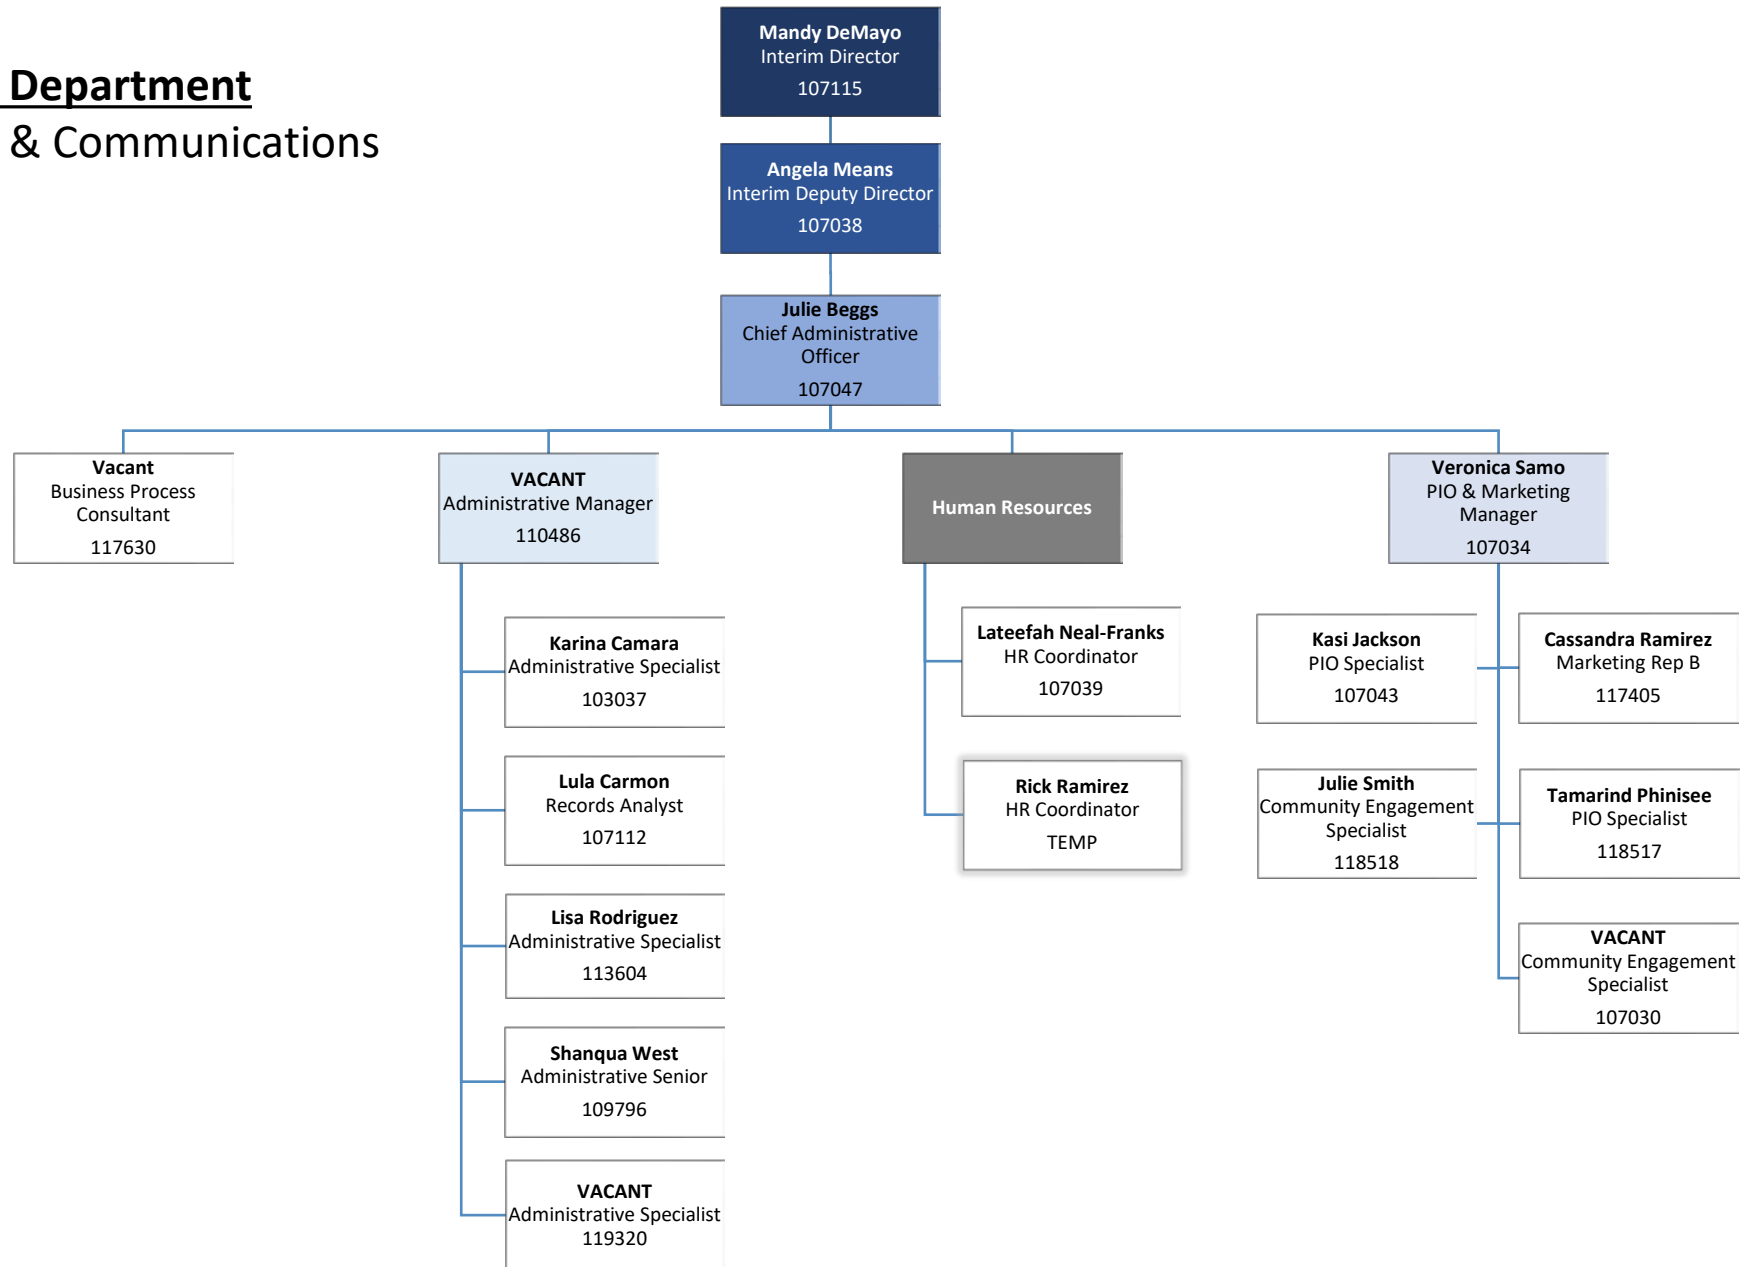 Department
& Communications
Mandy DeMayo
Interim Director
107115
Angela Means
Interim Deputy Director
107038
Julie Beggs
Chief Administrative
Officer
107047
Vacant
Business Process
Consultant
117630
VACANT
Administrative Manager
110486
Human Resources
Veronica Samo
PIO & Marketing
Manager
107034
Karina Camara
Administrative Specialist
103037
Lula Carmon
Records Analyst
107112
Lisa Rodriguez
Administrative Specialist
113604
Shanqua West
Administrative Senior
109796
VACANT
Administrative Specialist
119320
Lateefah Neal-Franks
HR Coordinator
107039
Rick Ramirez
HR Coordinator
TEMP
Kasi Jackson
PIO Specialist
107043
Cassandra Ramirez
Marketing Rep B
117405
Julie Smith
Community Engagement
Specialist
118518
Tamarind Phinisee
PIO Specialist
118517
VACANT
Community Engagement
Specialist
107030